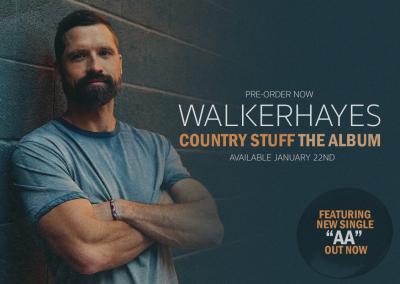 PRE-ORDER NOW
WALKERHAYES
COUNTRY STUFF THE ALBUM
AVAILABLE JANUARY 22ND
FEATURING
NEW SINGLE
“AA”
OUT NOW